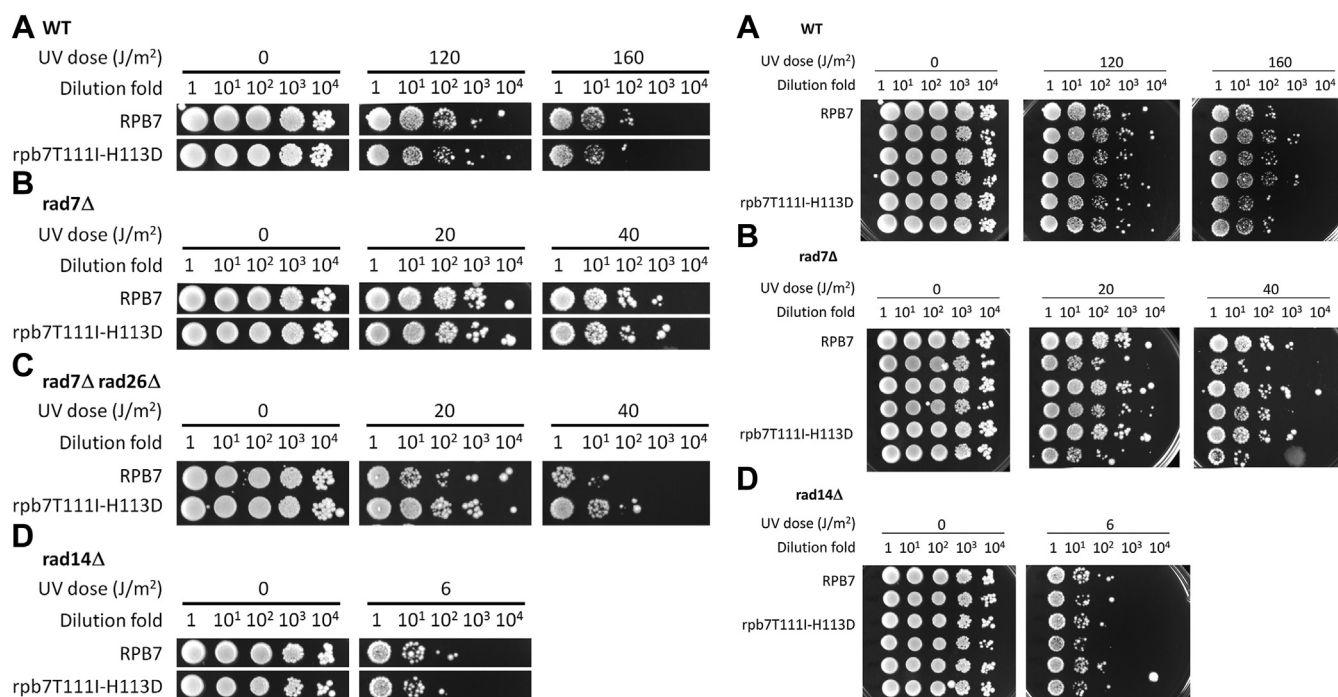 A WT
UV dose (J/m²) 0 120 160
Dilution fold 1 10¹ 10² 10³ 10⁴ 1 10¹ 10² 10³ 10⁴ 1 10¹ 10² 10³ 10⁴
RPB7
rpb7T111I-H113D
B rad7Δ
UV dose (J/m²) 0 20 40
Dilution fold 1 10¹ 10² 10³ 10⁴ 1 10¹ 10² 10³ 10⁴ 1 10¹ 10² 10³ 10⁴
RPB7
rpb7T111I-H113D
C rad7Δ rad26Δ
UV dose (J/m²) 0 20 40
Dilution fold 1 10¹ 10² 10³ 10⁴ 1 10¹ 10² 10³ 10⁴ 1 10¹ 10² 10³ 10⁴
RPB7
rpb7T111I-H113D
D rad14Δ
UV dose (J/m²) 0 6
Dilution fold 1 10¹ 10² 10³ 10⁴ 1 10¹ 10² 10³ 10⁴
RPB7
rpb7T111I-H113D
A WT
UV dose (J/m²) 0 120 160
Dilution fold 1 10¹ 10² 10³ 10⁴ 1 10¹ 10² 10³ 10⁴ 1 10¹ 10² 10³ 10⁴
RPB7
rpb7T111I-H113D
B rad7Δ
UV dose (J/m²) 0 20 40
Dilution fold 1 10¹ 10² 10³ 10⁴ 1 10¹ 10² 10³ 10⁴ 1 10¹ 10² 10³ 10⁴
RPB7
rpb7T111I-H113D
D rad14Δ
UV dose (J/m²) 0 6
Dilution fold 1 10¹ 10² 10³ 10⁴ 1 10¹ 10² 10³ 10⁴
RPB7
rpb7T111I-H113D